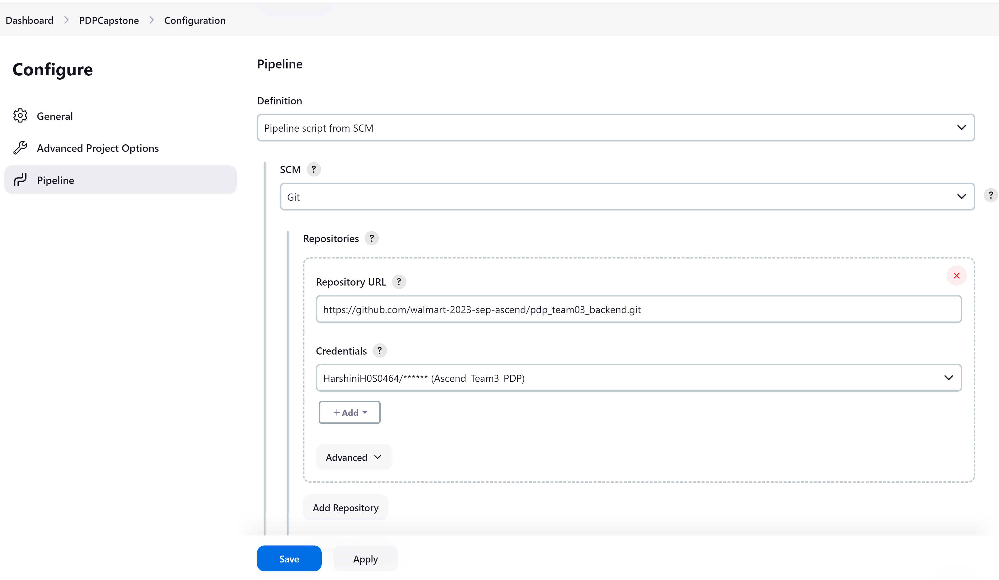 Dashboard > PDPCapstone > Configuration
Configure
General
Advanced Project Options
Pipeline
Pipeline
Definition
Pipeline script from SCM
SCM ?
Git
?
Repositories ?
Repository URL ?
https://github.com/walmart-2023-sep-ascend/pdp_team03_backend.git
Credentials ?
HarshiniH0S0464/****** (Ascend_Team3_PDP)
+ Add
Advanced
Add Repository
Save Apply